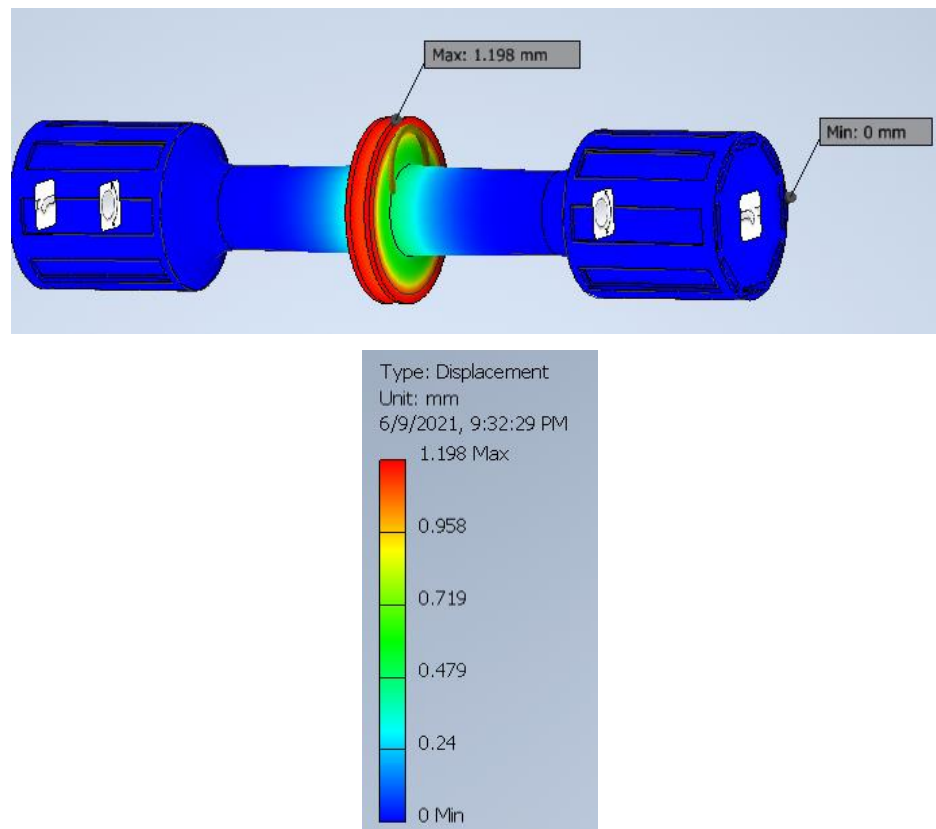 Max: 1.198 mm
Min: 0 mm
Type: Displacement
Unit: mm
6/9/2021, 9:32:29 PM
1.198 Max
0.958
0.719
0.479
0.24
0 Min